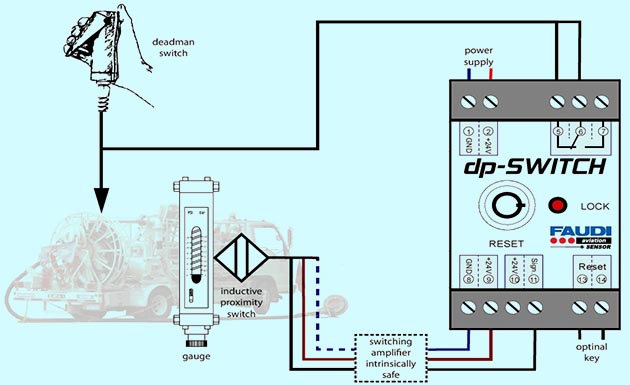 deadman
switch
power
supply
1 2 5 6 7
GND +24V
dp-SWITCH
LOCK
RESET
FAUDI
aviation
SENSOR
GND +24V +24V Sign Reset
8 9 10 11 13 14
PSI bar
inductive
proximity
switch
gauge
switching
amplifier
intrinsically
safe
optinal
key